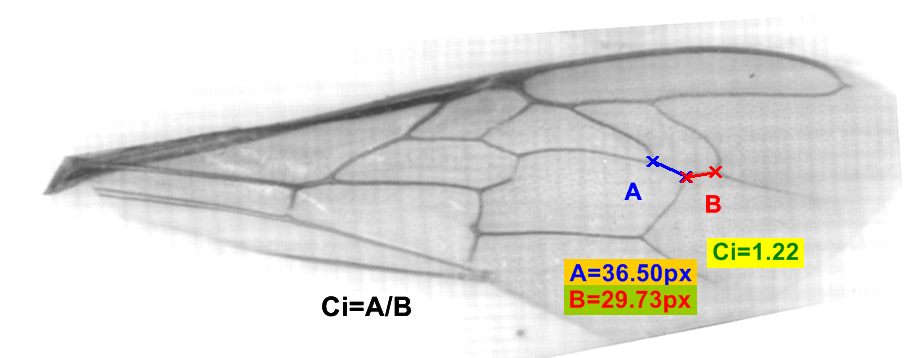 A
B
Ci=1.22
A=36.50px
B=29.73px
Ci=A/B